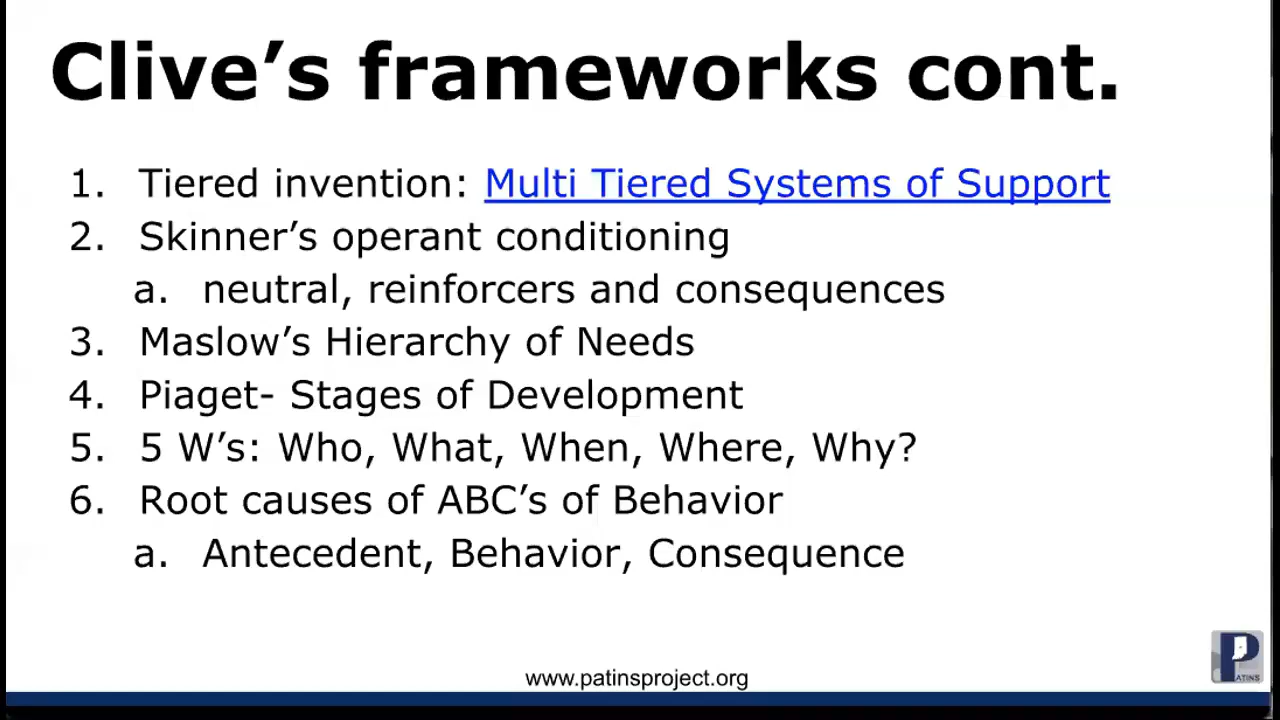 Clive’s frameworks cont.
1. Tiered invention: Multi Tiered Systems of Support
2. Skinner’s operant conditioning
a. neutral, reinforcers and consequences
3. Maslow’s Hierarchy of Needs
4. Piaget- Stages of Development
5. 5 W’s: Who, What, When, Where, Why?
6. Root causes of ABC’s of Behavior
a. Antecedent, Behavior, Consequence
PATINS
www.patinsproject.org